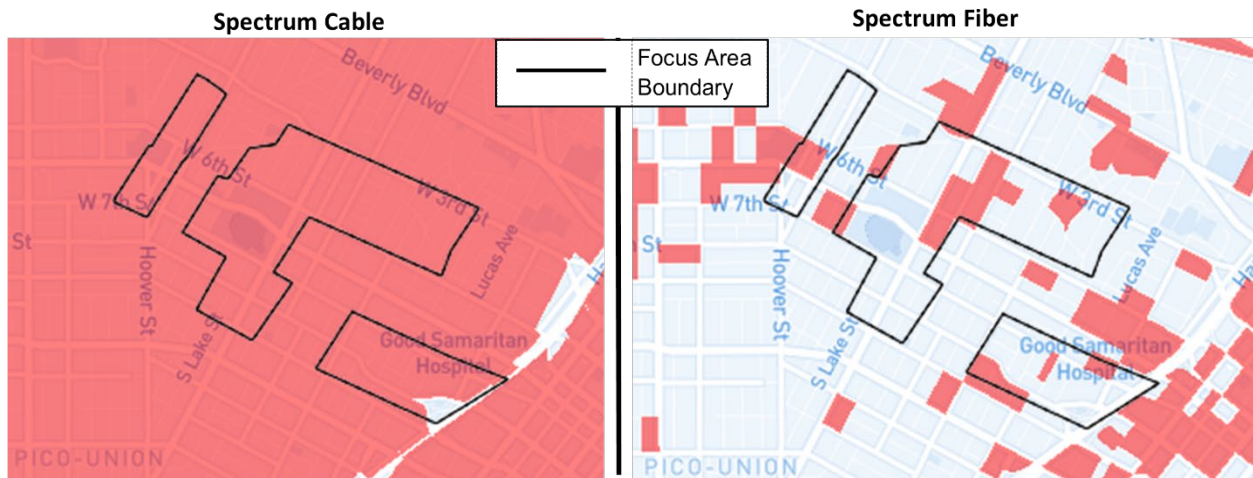 Spectrum Cable
Spectrum Fiber
Focus Area
Boundary
Beverly Blvd
W 6th St
W 3rd St
W 7th St
St
Hoover St
Lucas Ave
S Lake St
Good Samaritan
Hospital
PICO-UNION
Beverly Blvd
W 6th St
W 3rd St
W 7th St
St
Hoover St
Lucas Ave
S Lake St
Good Samaritan
Hospital
PICO-UNION